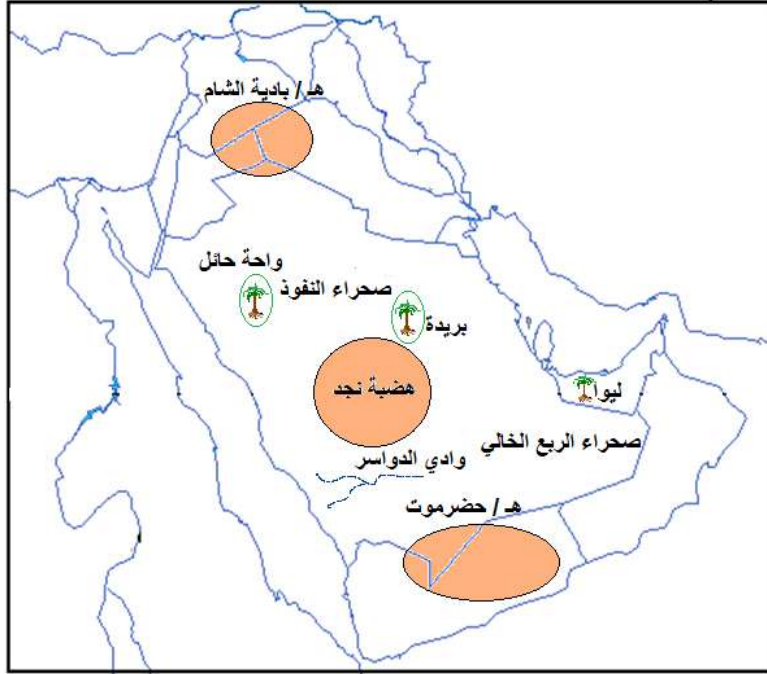 هـ / بادية الشام
واحة حائل
صحراء النفوذ
بريدة
هضبة نجد
ليوا
صحراء الربع الخالي
وادي الدواسر
هـ / حضرموت